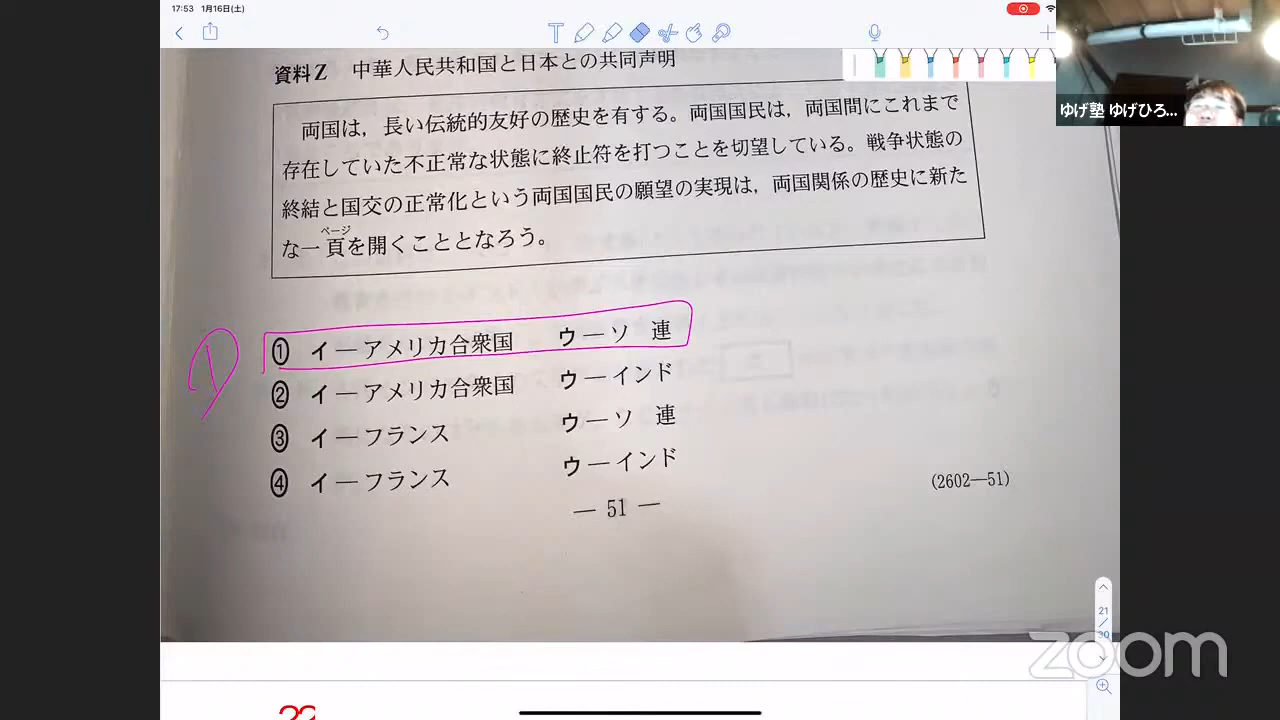 17:53 1月16日(土)
ゆげ塾 ゆげひろ...
資料Z 中華人民共和国と日本との共同声明
両国は,長い伝統的友好の歴史を有する。両国国民は,両国間にこれまで
存在していた不正常な状態に終止符を打つことを切望している。戦争状態の
終結と国交の正常化という両国国民の願望の実現は,両国関係の歴史に新た
ページ
な一頁を開くこととなろう。
① イ―アメリカ合衆国 ウ―ソ 連
② イ―アメリカ合衆国 ウ―インド
③ イ―フランス ウ―ソ 連
④ イ―フランス ウ―インド
(2602―51)
― 51 ―
21
30
zoom